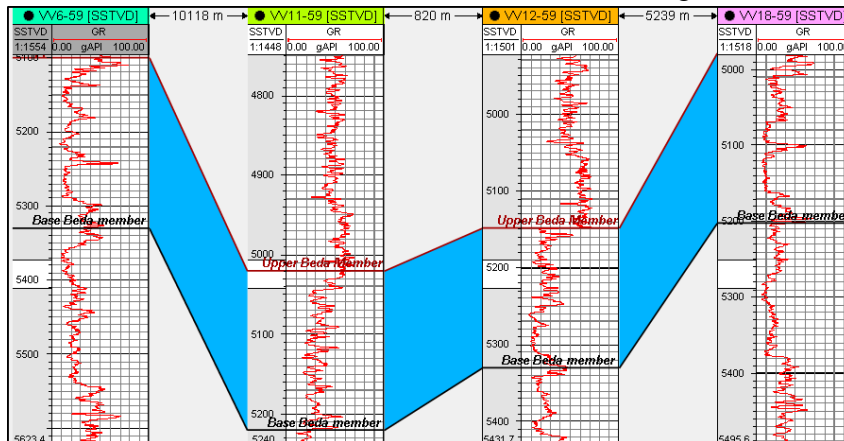 VV6-59 [SSTVD] 10118 m VV11-59 [SSTVD] 820 m VV12-59 [SSTVD] 5239 m VV18-59 [SSTVD]
SSTVD GR SSTVD GR SSTVD GR SSTVD GR
1:1554 0.00 gAPI 100.00 1:1448 0.00 gAPI 100.00 1:1501 0.00 gAPI 100.00 1:1518 0.00 gAPI 100.00
5100
5200
5300
Base Beda member
5400
5500
5623.4
4800
4900
5000
Upper Beda Member
5100
5200
Base Beda member
5240
5000
5100
Upper Beda Member
5200
5300
Base Beda member
5400
5431.7
5000
5100
5200
Base Beda membe
5300
5400
5495.6